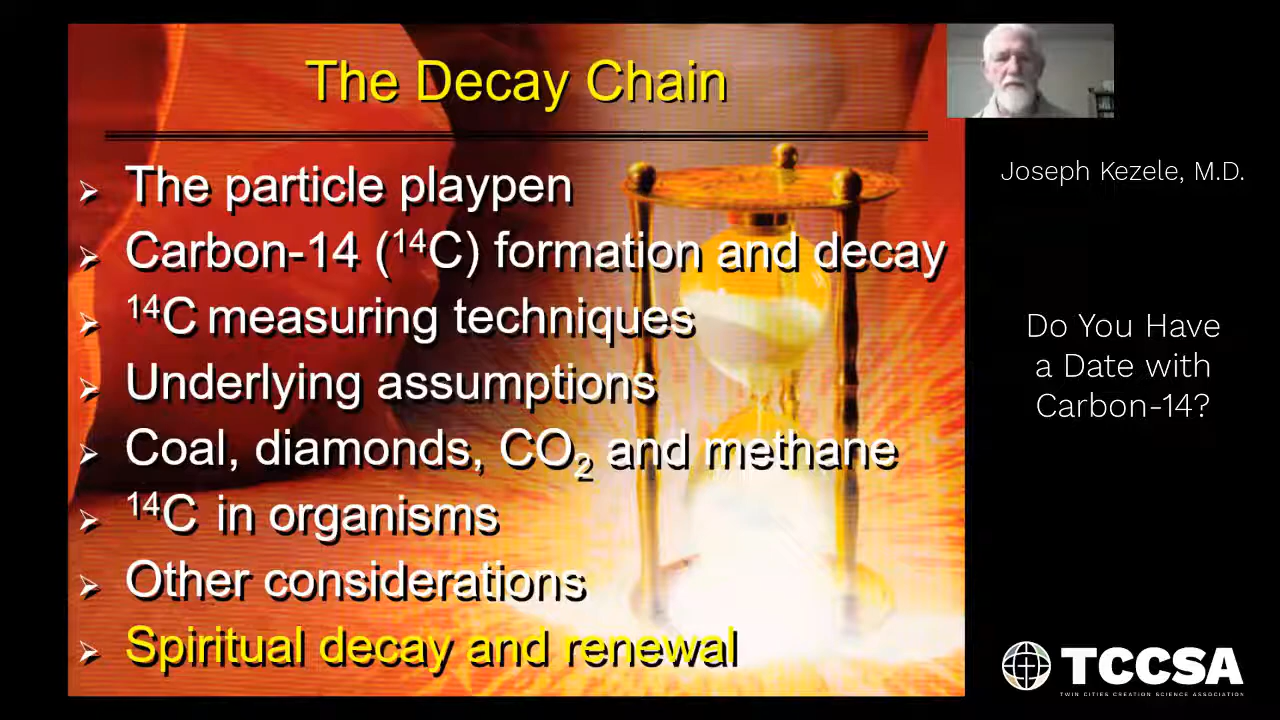 The Decay Chain
➢ The particle playpen
➢ Carbon-14 (¹⁴C) formation and decay
➢ ¹⁴C measuring techniques
➢ Underlying assumptions
➢ Coal, diamonds, CO₂ and methane
➢ ¹⁴C in organisms
➢ Other considerations
➢ Spiritual decay and renewal
Joseph Kezele, M.D.
Do You Have
a Date with
Carbon-14?
TCCSA
TWIN CITIES CREATION SCIENCE ASSOCIATION